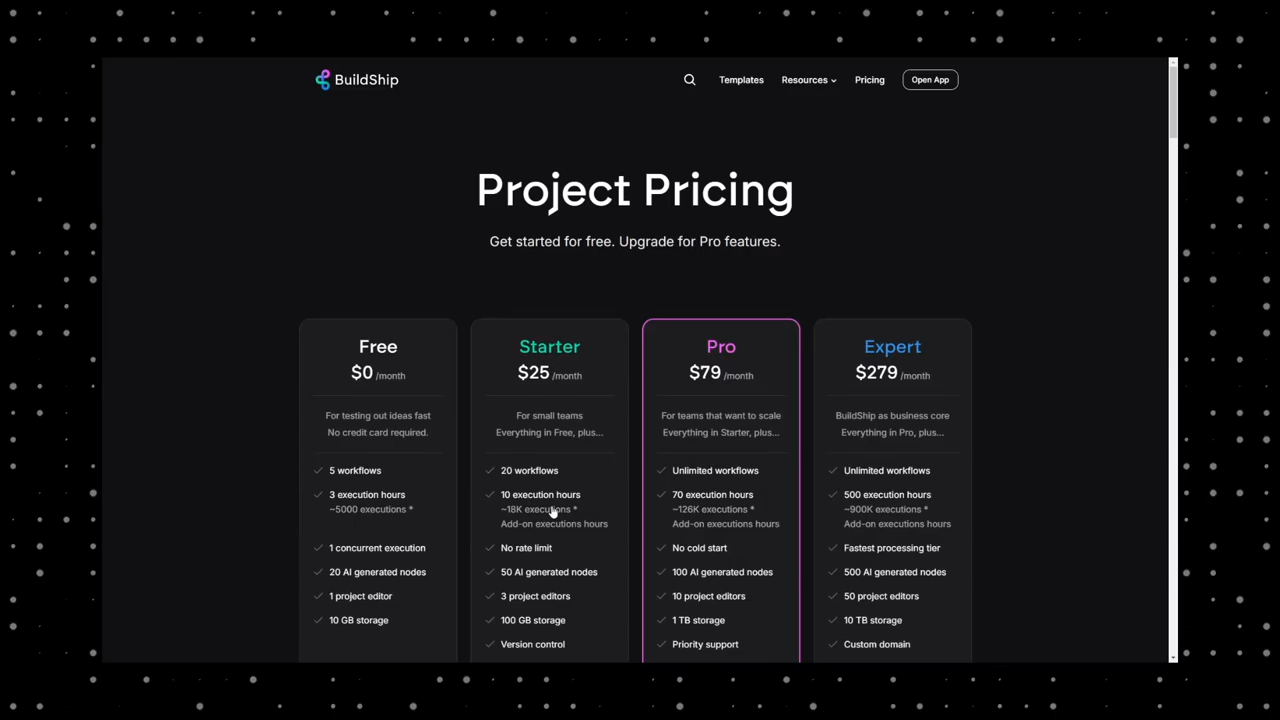 BuildShip
Templates
Resources
Pricing
Open App
Project Pricing
Get started for free. Upgrade for Pro features.
Free
$0 /month
For testing out ideas fast
No credit card required.
5 workflows
3 execution hours
~5000 executions *
1 concurrent execution
20 AI generated nodes
1 project editor
10 GB storage
Starter
$25 /month
For small teams
Everything in Free, plus...
20 workflows
10 execution hours
~18K executions *
Add-on executions hours
No rate limit
50 AI generated nodes
3 project editors
100 GB storage
Version control
Pro
$79 /month
For teams that want to scale
Everything in Starter, plus...
Unlimited workflows
70 execution hours
~126K executions *
Add-on executions hours
No cold start
100 AI generated nodes
10 project editors
1 TB storage
Priority support
Expert
$279 /month
BuildShip as business core
Everything in Pro, plus...
Unlimited workflows
500 execution hours
~900K executions *
Add-on executions hours
Fastest processing tier
500 AI generated nodes
50 project editors
10 TB storage
Custom domain